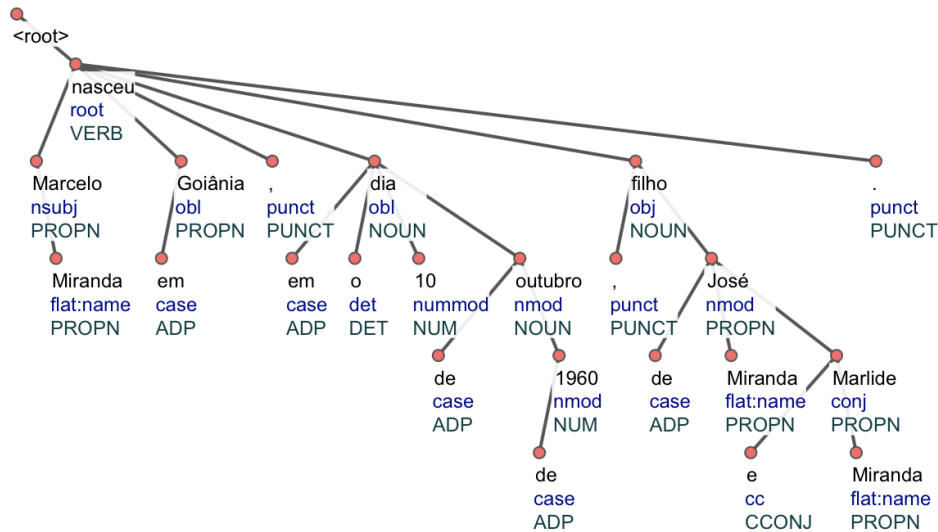 <root>
nasceu
root
VERB
Marcelo Goiânia , dia filho .
nsubj obl punct obl obj punct
PROPN PROPN PUNCT NOUN NOUN PUNCT
Miranda em em o 10 outubro , José
flat:name case case det nummod nmod punct nmod
PROPN ADP ADP DET NUM NOUN PUNCT PROPN
de 1960 de Miranda Marlide
case nmod case flat:name conj
ADP NUM ADP PROPN PROPN
de e Miranda
case cc flat:name
ADP CCONJ PROPN